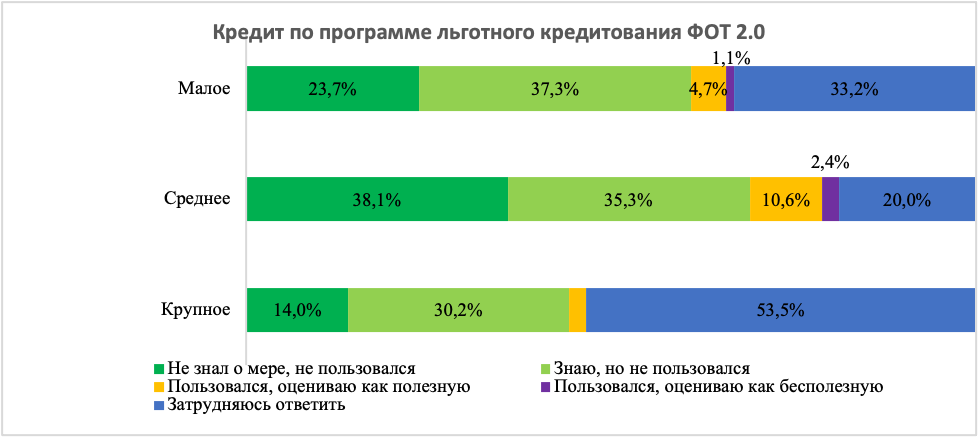 Кредит по программе льготного кредитования ФОТ 2.0
1,1%
Малое 23,7% 37,3% 4,7% 33,2%
2,4%
Среднее 38,1% 35,3% 10,6% 20,0%
Крупное 14,0% 30,2% 53,5%
Не знал о мере, не пользовался Знаю, но не пользовался
Пользовался, оцениваю как полезную Пользовался, оцениваю как бесполезную
Затрудняюсь ответить